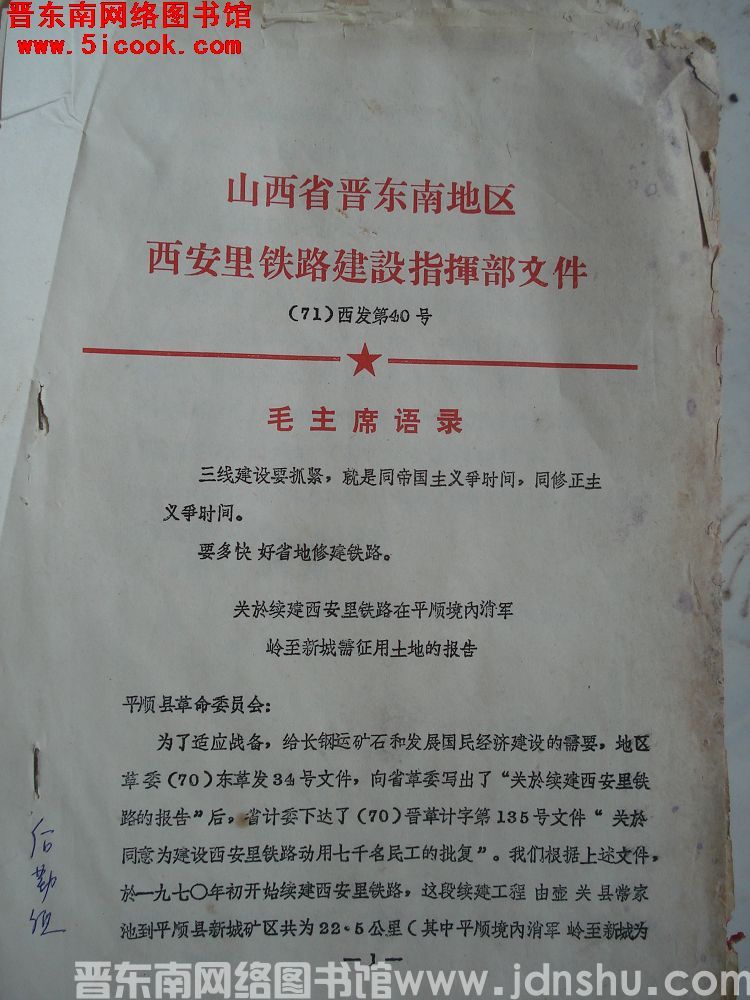 晋东南网络图书馆
www.5icook.com
山西省晋东南地区
西安里铁路建設指揮部文件
(71)西发第40号
毛主席语录
三线建设要抓紧，就是同帝国主义爭时间，同修正主
义爭时间。
要多快好省地修建铁路。
关於续建西安里铁路在平顺境內消军
岭至新城需征用土地的报告
平顺县革命委员会：
为了适应战备，给长钢运矿石和发展国民经济建设的需要，地区
革委(70)东革发34号文件，向省革委写出了“关於续建西安里铁
路的报告”后，省计委下达了(70)晋革计字第135号文件“关於
同意为建设西安里铁路动用七千名民工的批复”。我们根据上述文件，
於一九七〇年初开始续建西安里铁路，这段续建工程由壶关县常家
池到平顺县新城矿区共为22·5公里(其中平顺境內消军岭至新城为
—1—
后勤组
晋东南网络图书馆 www.jdnshu.com